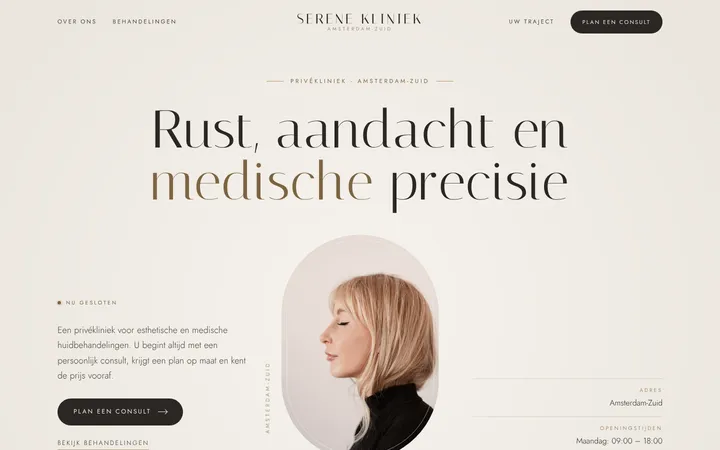 OVER ONS
BEHANDELINGEN
SERENE KLINIEK
AMSTERDAM-ZUID
UW TRAJECT
PLAN EEN CONSULT
PRIVÉKLINIEK · AMSTERDAM-ZUID
Rust, aandacht en
medische precisie
NU GESLOTEN
Een privékliniek voor esthetische en medische
huidbehandelingen. U begint altijd met een
persoonlijk consult, krijgt een plan op maat en kent
de prijs vooraf.
PLAN EEN CONSULT
BEKIJK BEHANDELINGEN
AMSTERDAM-ZUID
ADRES
Amsterdam-Zuid
OPENINGSTIJDEN
Maandag: 09:00 – 18:00